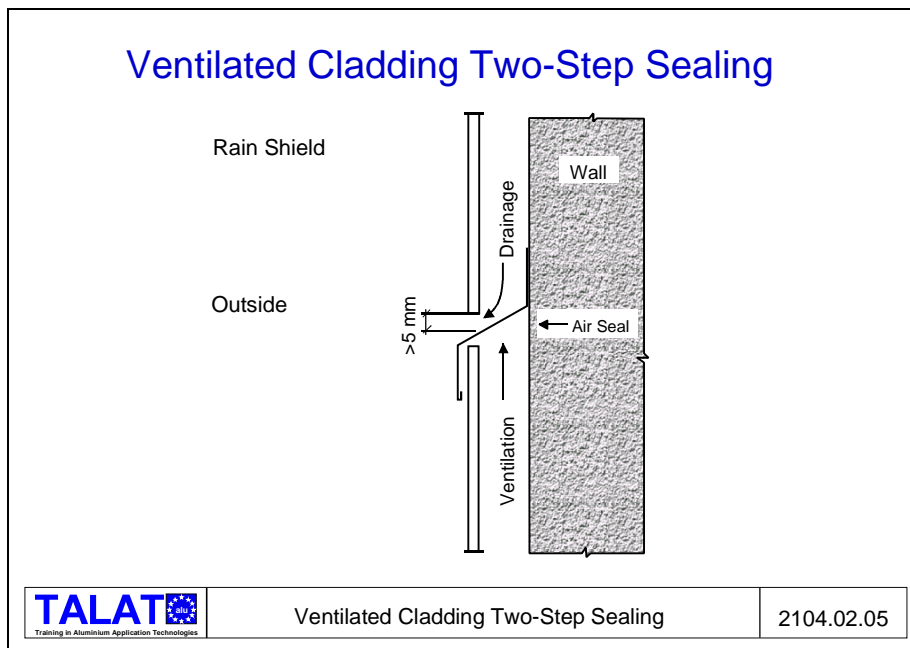 Ventilated Cladding Two-Step Sealing
Rain Shield
Wall
Drainage
Outside
>5 mm
Air Seal
Ventilation
TALAT
alu
Training in Aluminium Application Technologies
Ventilated Cladding Two-Step Sealing
2104.02.05